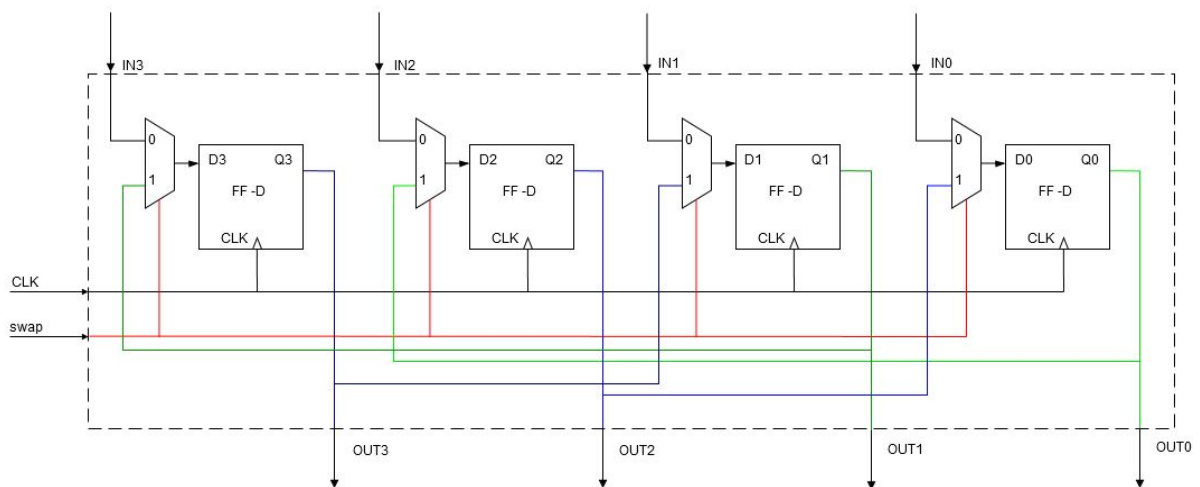 IN3 IN2 IN1 IN0
0 0 0 0
D3 Q3 D2 Q2 D1 Q1 D0 Q0
1 FF -D 1 FF -D 1 FF -D 1 FF -D
CLK CLK CLK CLK
CLK
swap
OUT3 OUT2 OUT1 OUT0